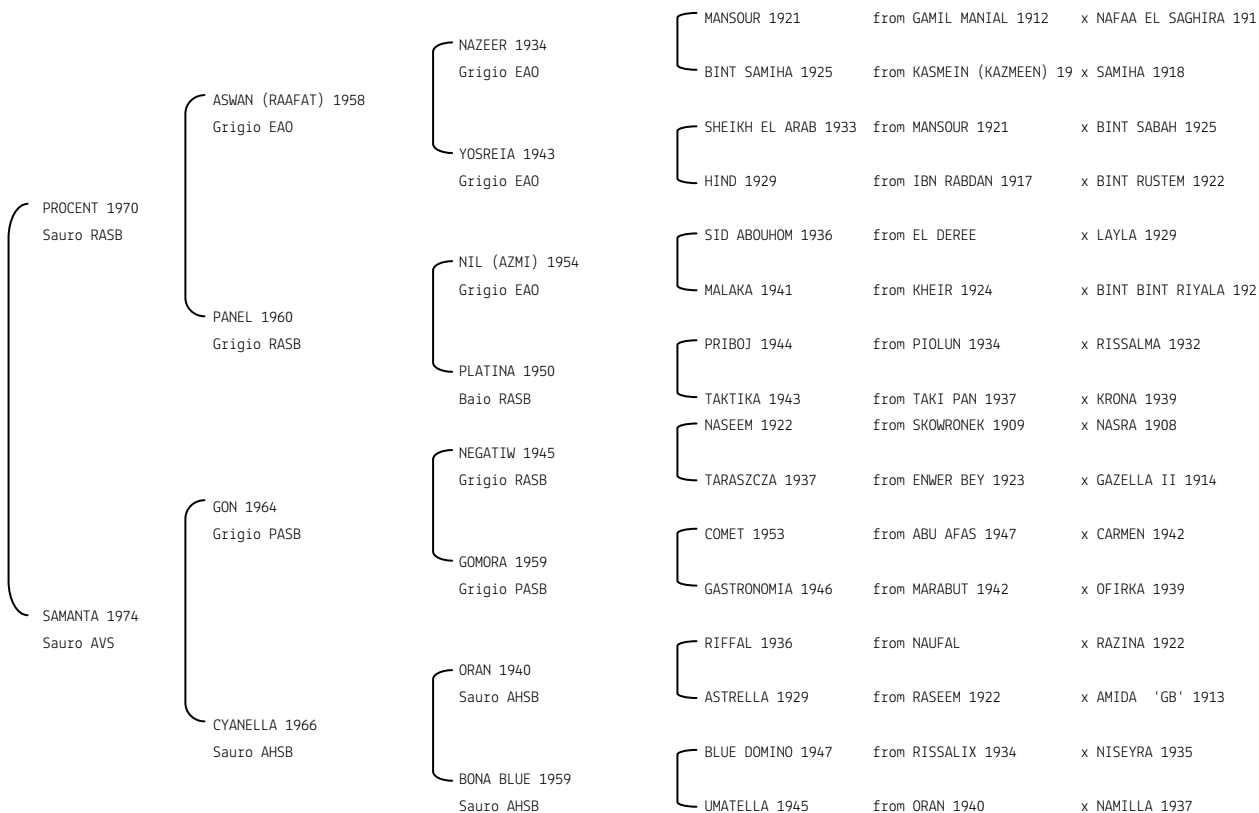 MANSOUR 1921 from GAMIL MANIAL 1912 x NAFAA EL SAGHIRA 191
NAZEER 1934
Grigio EAO
BINT SAMIHA 1925 from KASMEIN (KAZMEEN) 19 x SAMIHA 1918
ASWAN (RAAFAT) 1958
Grigio EAO
SHEIKH EL ARAB 1933 from MANSOUR 1921 x BINT SABAH 1925
YOSREIA 1943
Grigio EAO
HIND 1929 from IBN RABDAN 1917 x BINT RUSTEM 1922
PROCENT 1970
Sauro RASB
SID ABOUHOM 1936 from EL DEREE x LAYLA 1929
NIL (AZMI) 1954
Grigio EAO
MALAKA 1941 from KHEIR 1924 x BINT BINT RIYALA 192
PANEL 1960
Grigio RASB
PRIBOJ 1944 from PIOLUN 1934 x RISSALMA 1932
PLATINA 1950
Baio RASB
TAKTIKA 1943 from TAKI PAN 1937 x KRONA 1939
NASEEM 1922 from SKOWRONEK 1909 x NASRA 1908
NEGATIW 1945
Grigio RASB
TARASZCZA 1937 from ENWER BEY 1923 x GAZELLA II 1914
GON 1964
Grigio PASB
COMET 1953 from ABU AFAS 1947 x CARMEN 1942
GOMORA 1959
Grigio PASB
GASTRONOMIA 1946 from MARABUT 1942 x OFIRKA 1939
SAMANTA 1974
Sauro AVS
RIFFAL 1936 from NAUFAL x RAZINA 1922
ORAN 1940
Sauro AHSB
ASTRELLA 1929 from RASEEM 1922 x AMIDA 'GB' 1913
CYANELLA 1966
Sauro AHSB
BLUE DOMINO 1947 from RISSALIX 1934 x NISEYRA 1935
BONA BLUE 1959
Sauro AHSB
UMATELLA 1945 from ORAN 1940 x NAMILLA 1937